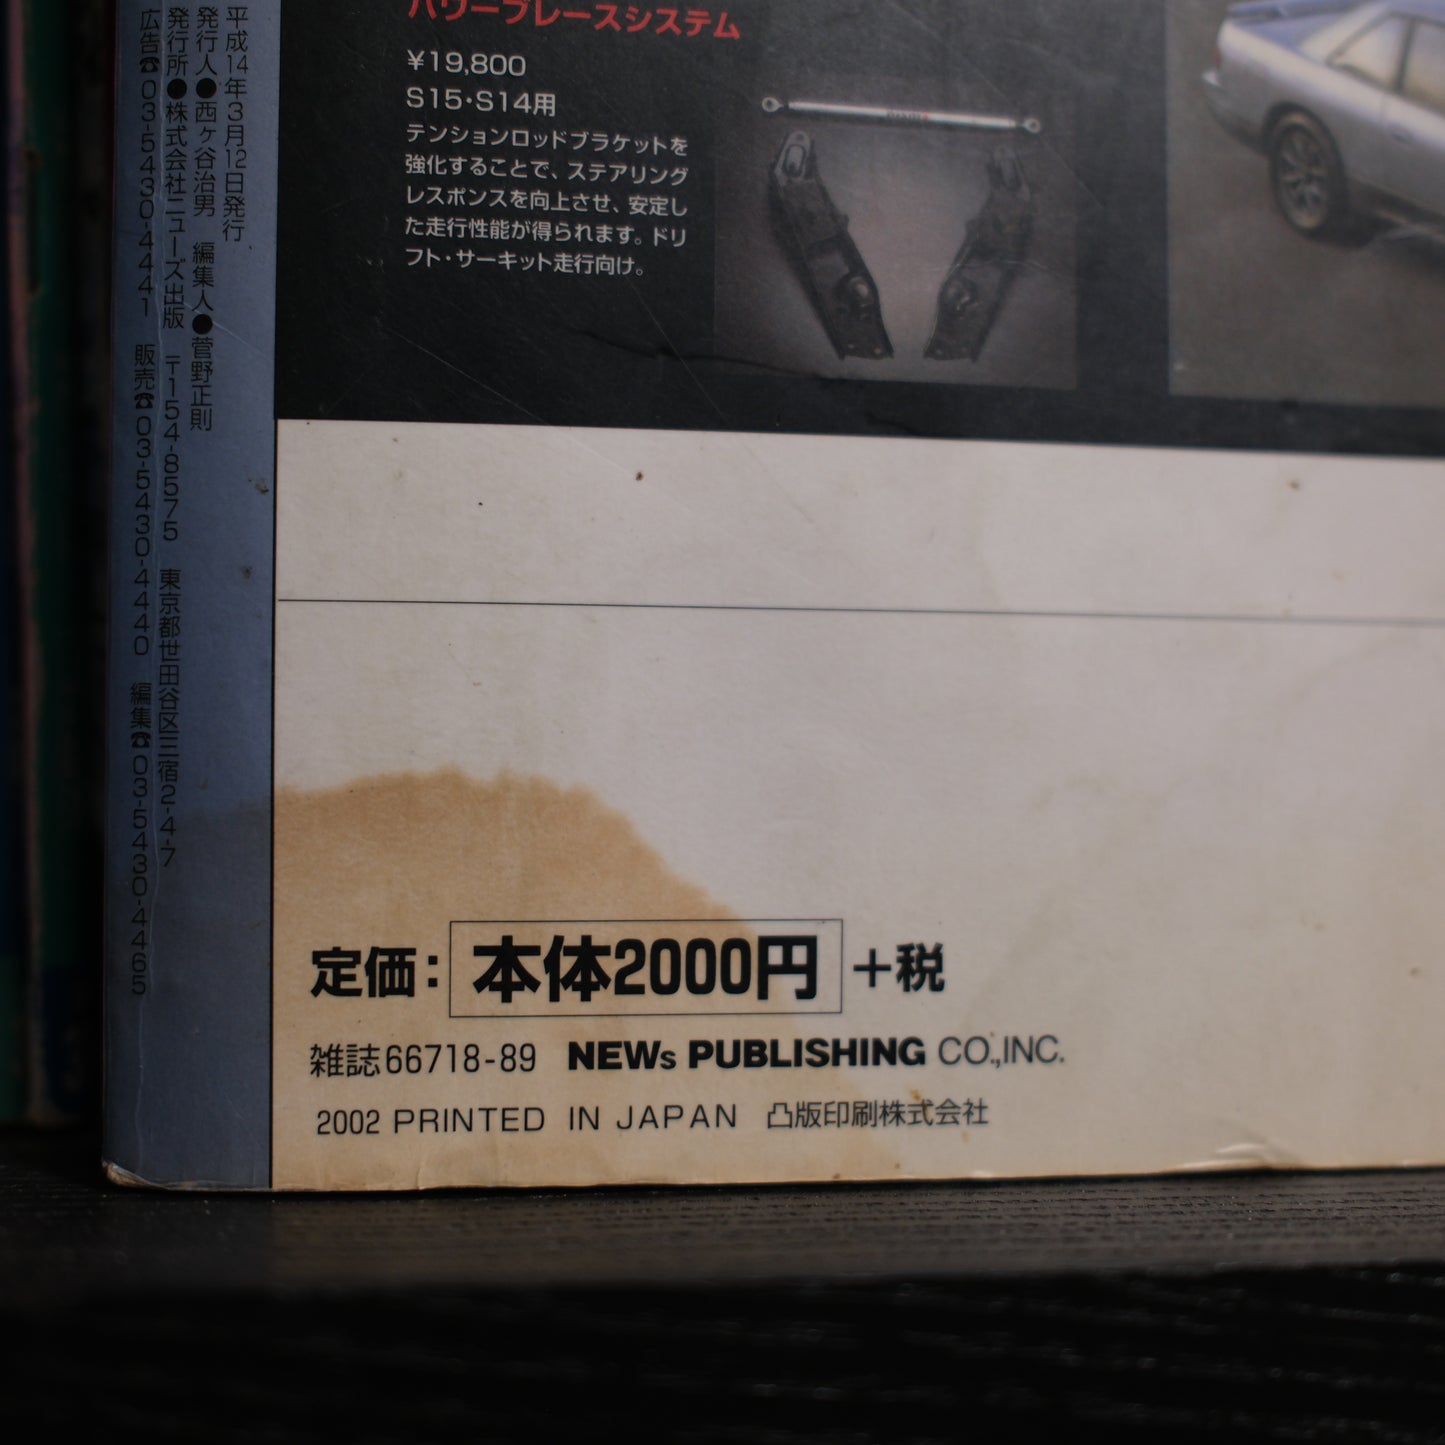 平成14年3月12日発行
発行人●西ヶ谷治男　編集人●菅野正則
発行所●株式会社ニューズ出版　〒154-8575　東京都世田谷区三宿2-4-7
広告☎03-5430-4441　販売☎03-5430-4440　編集☎03-5430-4465
パワーブレースシステム
¥19,800
S15・S14用
テンションロッドブラケットを
強化することで、ステアリング
レスポンスを向上させ、安定し
た走行性能が得られます。ドリ
フト・サーキット走行向け。
定価：本体2000円＋税
雑誌66718-89 NEWs PUBLISHING CO.,INC.
2002 PRINTED IN JAPAN 凸版印刷株式会社